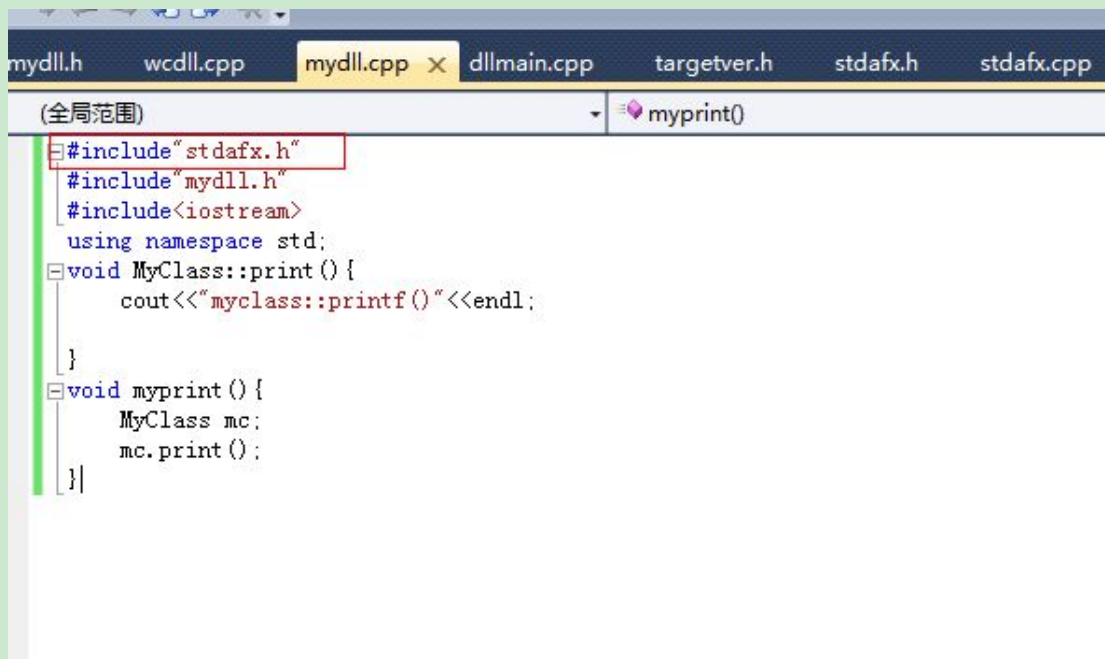 mydll.h wcdll.cpp mydll.cpp dllmain.cpp targetver.h stdafx.h stdafx.cpp
(全局范围) myprint()
#include"stdafx.h"
#include"mydll.h"
#include<iostream>
using namespace std;
void MyClass::print(){
cout<<"myclass::printf()"<<endl;
}
void myprint(){
MyClass mc;
mc.print();
}